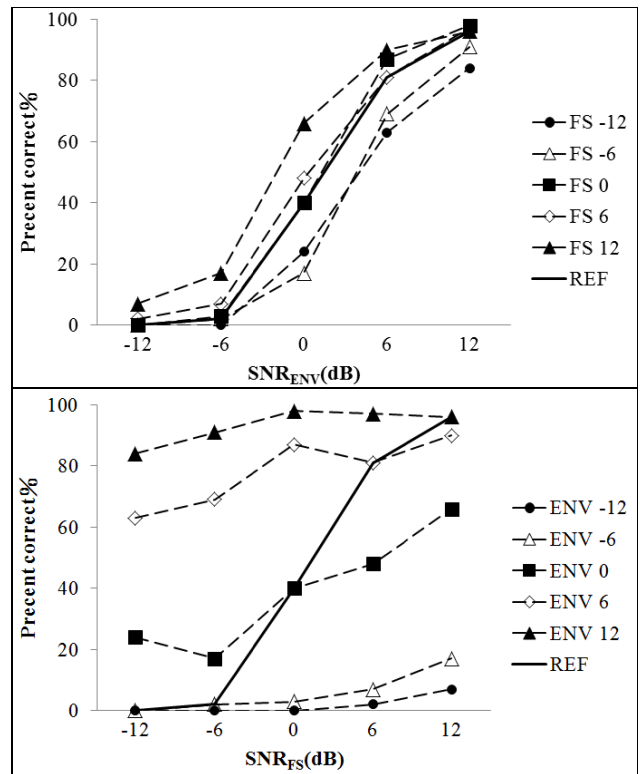 100
80
60
40
20
0
Precent correct%
-12 -6 0 6 12
SNRENV(dB)
FS -12
FS -6
FS 0
FS 6
FS 12
REF
100
80
60
40
20
0
Precent correct%
-12 -6 0 6 12
SNRFS(dB)
ENV -12
ENV -6
ENV 0
ENV 6
ENV 12
REF